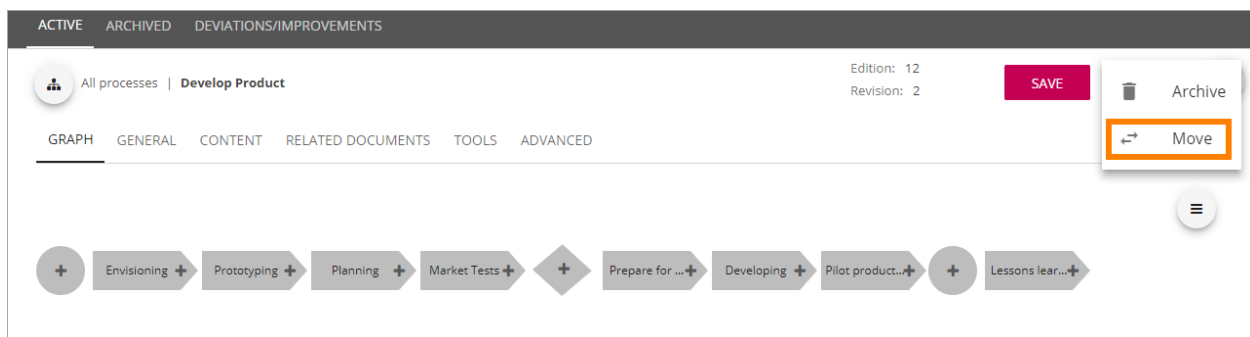 ACTIVE ARCHIVED DEVIATIONS/IMPROVEMENTS
All processes | Develop Product
Edition: 12
Revision: 2
SAVE
Archive
Move
GRAPH GENERAL CONTENT RELATED DOCUMENTS TOOLS ADVANCED
Envisioning + Prototyping + Planning + Market Tests + + Prepare for ...+ Developing + Pilot product...+ + Lessons lear...+